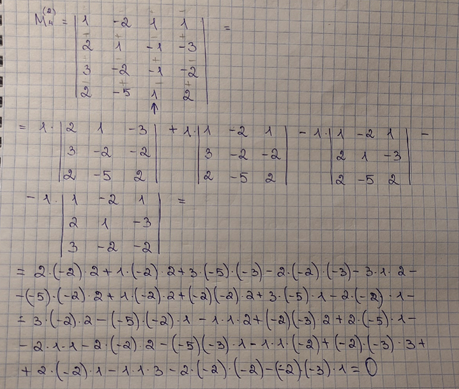 M₄⁽²⁾ = | 1 -2 1 1 | =
| 2 1 -1 -3 |
| 3 -2 -1 -2 |
| 2 -5 1 2 |
↑
= 1· | 2 1 -3 | + 1· | 1 -2 1 | - 1· | 1 -2 1 | -
| 3 -2 -2 | | 3 -2 -2 | | 2 1 -3 |
| 2 -5 2 | | 2 -5 2 | | 2 -5 2 |
- 1· | 1 -2 1 | =
| 2 1 -3 |
| 3 -2 -2 |
= 2·(-2)·2+1·(-2)·2+3·(-5)·(-3)-2·(-2)·(-3)-3·1·2-
-(-5)·(-2)·2+1·(-2)·2+(-2)(-2)·2+3·(-5)·1-2·(-2)·1-
= 3·(-2)·2-(-5)·(-2)·1-1·1·2+(-2)(-3)·2+2·(-5)·1-
-2·1·1-2·(-2)·2-(-5)(-3)·1-1·1·(-2)+(-2)·(-3)·3+
+2·(-2)·1-1·1·3-2·(-2)·(-2)-(-2)(-3)·1=0